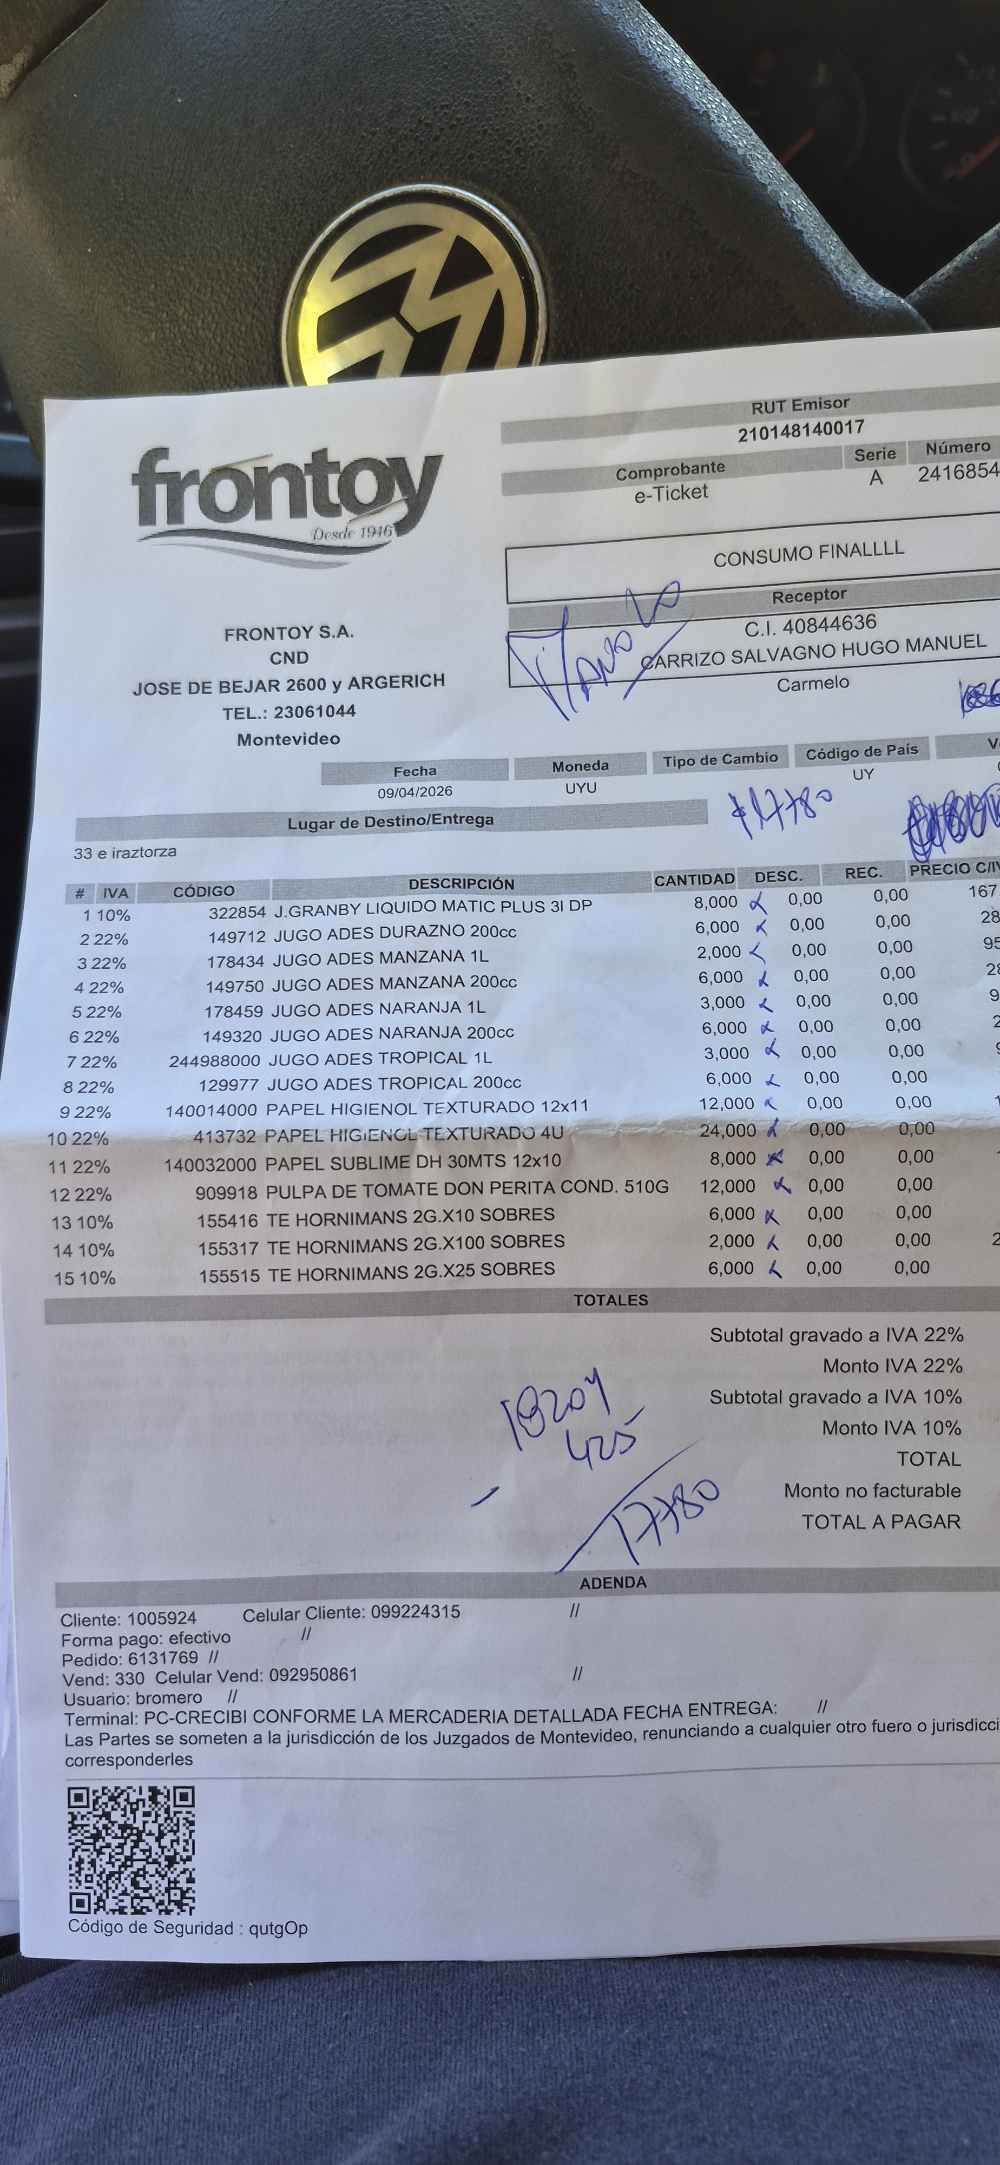 frontoy
Desde 1946
FRONTOY S.A.
CND
JOSE DE BEJAR 2600 y ARGERICH
TEL.: 23061044
Montevideo
RUT Emisor
210148140017
Comprobante Serie Número
e-Ticket A 2416854
CONSUMO FINALLLL
Receptor
C.I. 40844636
CARRIZO SALVAGNO HUGO MANUEL
Carmelo
Manolo
Fecha Moneda Tipo de Cambio Código de País
09/04/2026 UYU UY
$17780
Lugar de Destino/Entrega
33 e iraztorza
# IVA CÓDIGO DESCRIPCIÓN CANTIDAD DESC. REC. PRECIO C/IV
1 10% 322854 J.GRANBY LIQUIDO MATIC PLUS 3l DP 8,000 0,00 0,00 167
2 22% 149712 JUGO ADES DURAZNO 200cc 6,000 0,00 0,00 28
3 22% 178434 JUGO ADES MANZANA 1L 2,000 0,00 0,00 95
4 22% 149750 JUGO ADES MANZANA 200cc 6,000 0,00 0,00 28
5 22% 178459 JUGO ADES NARANJA 1L 3,000 0,00 0,00 9
6 22% 149320 JUGO ADES NARANJA 200cc 6,000 0,00 0,00 2
7 22% 244988000 JUGO ADES TROPICAL 1L 3,000 0,00 0,00
8 22% 129977 JUGO ADES TROPICAL 200cc 6,000 0,00 0,00
9 22% 140014000 PAPEL HIGIENOL TEXTURADO 12x11 12,000 0,00 0,00
10 22% 413732 PAPEL HIGIENOL TEXTURADO 4U 24,000 0,00 0,00
11 22% 140032000 PAPEL SUBLIME DH 30MTS 12x10 8,000 0,00 0,00
12 22% 909918 PULPA DE TOMATE DON PERITA COND. 510G 12,000 0,00 0,00
13 10% 155416 TE HORNIMANS 2G.X10 SOBRES 6,000 0,00 0,00
14 10% 155317 TE HORNIMANS 2G.X100 SOBRES 2,000 0,00 0,00 2
15 10% 155515 TE HORNIMANS 2G.X25 SOBRES 6,000 0,00 0,00
TOTALES
Subtotal gravado a IVA 22%
Monto IVA 22%
Subtotal gravado a IVA 10%
Monto IVA 10%
TOTAL
Monto no facturable
TOTAL A PAGAR
18204
- 425
17780
ADENDA
Cliente: 1005924 Celular Cliente: 099224315 //
Forma pago: efectivo //
Pedido: 6131769 //
Vend: 330 Celular Vend: 092950861 //
Usuario: bromero //
Terminal: PC-CRECIBI CONFORME LA MERCADERIA DETALLADA FECHA ENTREGA: //
Las Partes se someten a la jurisdicción de los Juzgados de Montevideo, renunciando a cualquier otro fuero o jurisdicci
corresponderles
Código de Seguridad : qutgOp